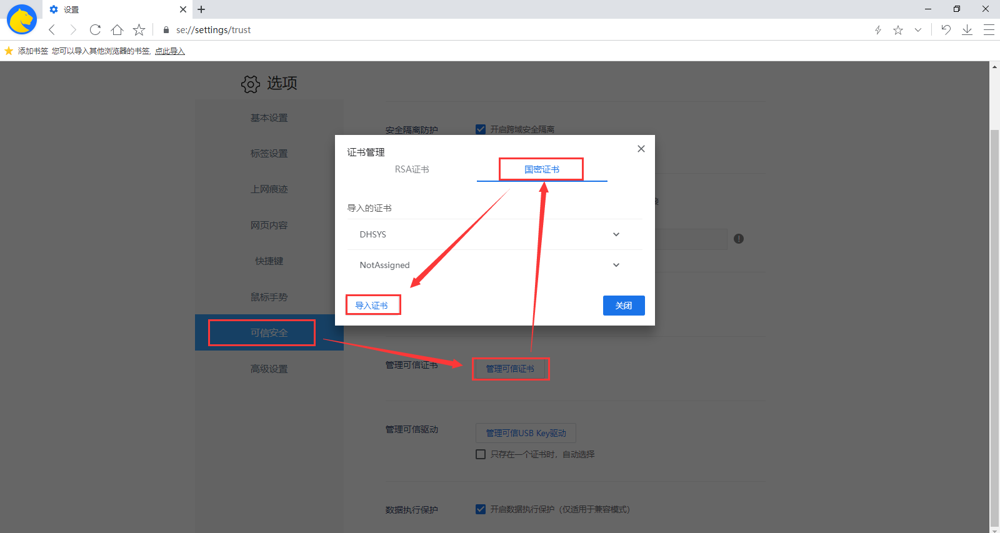 设置
se://settings/trust
添加书签 您可以导入其他浏览器的书签, 点此导入
选项
基本设置
标签设置
上网痕迹
网页内容
快捷键
鼠标手势
可信安全
高级设置
安全隔离防护
开启跨域安全隔离
证书管理
RSA证书
国密证书
导入的证书
DHSYS
NotAssigned
导入证书
关闭
管理可信证书
管理可信证书
管理可信驱动
管理可信USB Key驱动
只存在一个证书时，自动选择
数据执行保护
开启数据执行保护（仅适用于兼容模式）